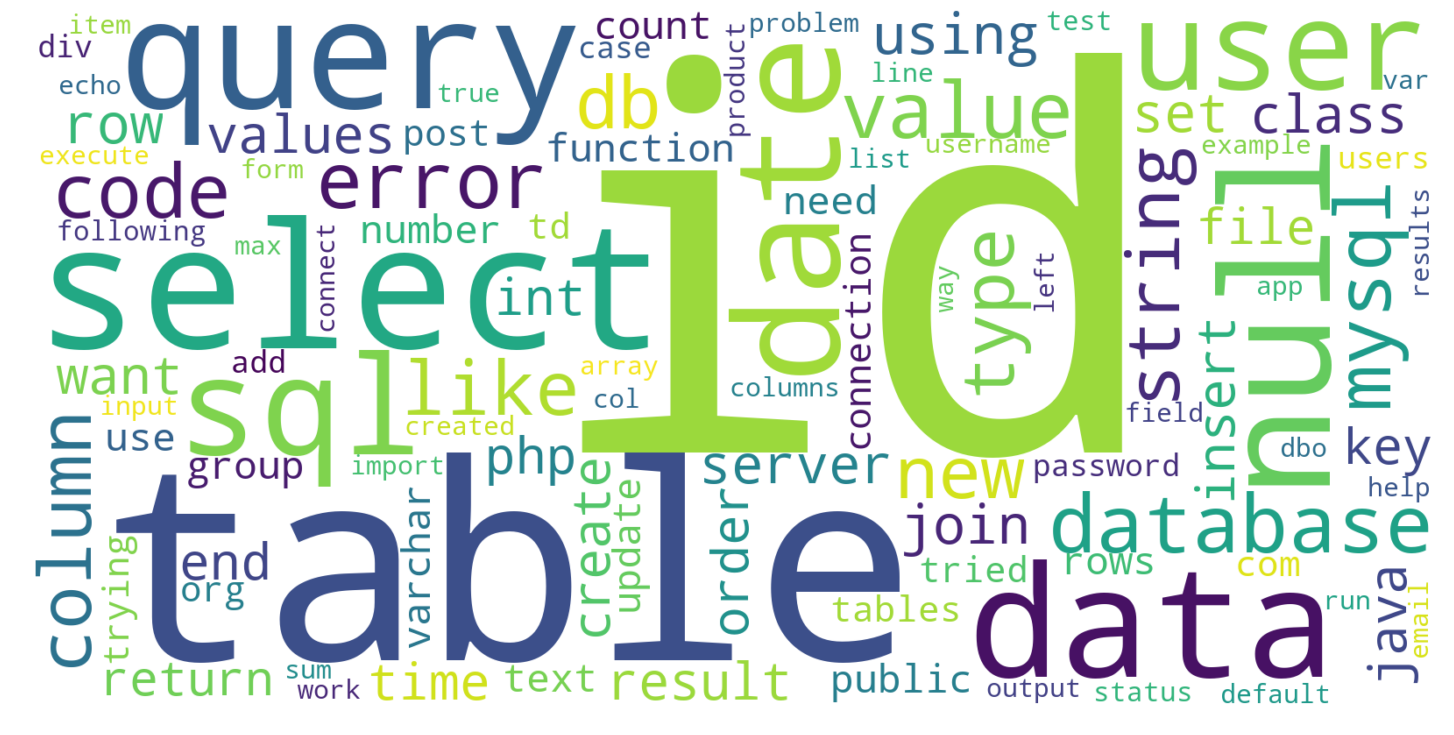 item
query
count
problem
using
test
user
div
case
product
line
var
echo
true
db
date
value
set
class
row
values
post
function
list
username
example
users
execute
form
error
id
need
string
null
file
mysql
results
code
following
max
connect
number
td
int
connection
way
type
left
app
select
want
add
sql
like
array
col
columns
field
insert
dbo
key
input
created
column
use
group
import
php
server
new
password
help
table
varchar
create
update
order
join
database
trying
end
org
tried
rows
com
data
run
java
email
tables
return
sum
work
time
text
result
public
output
status
default